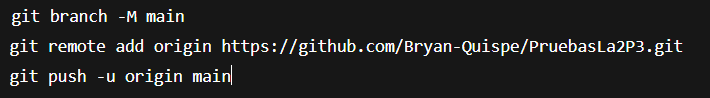 git branch -M main
git remote add origin https://github.com/Bryan-Quispe/PruebasLa2P3.git
git push -u origin main